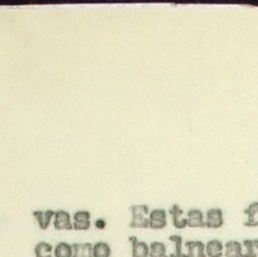 vas. Estas f
como balnear